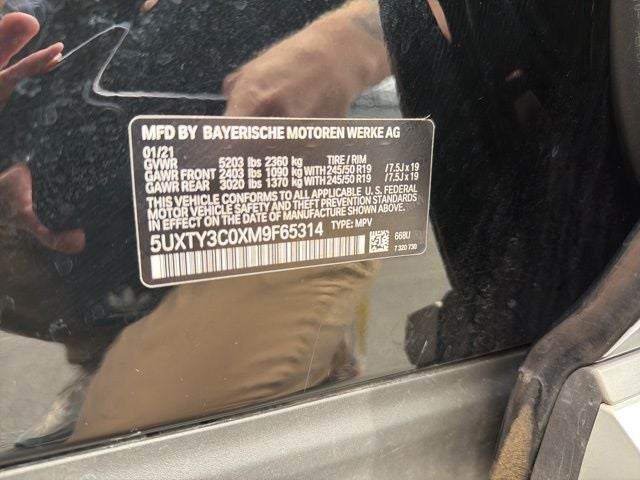 MFD BY BAYERISCHE MOTOREN WERKE AG
01/21
GVWR 5203 lbs 2360 kg TIRE / RIM
GAWR FRONT 2403 lbs 1090 kg WITH 245/50 R19 / 7.5J x 19
GAWR REAR 3020 lbs 1370 kg WITH 245/50 R19 / 7.5J x 19
THIS VEHICLE CONFORMS TO ALL APPLICABLE U.S. FEDERAL
MOTOR VEHICLE SAFETY AND THEFT PREVENTION STANDARDS
IN EFFECT ON THE DATE OF MANUFACTURE SHOWN ABOVE.
5UXTY3C0XM9F65314 TYPE: MPV
668U
7 320 730